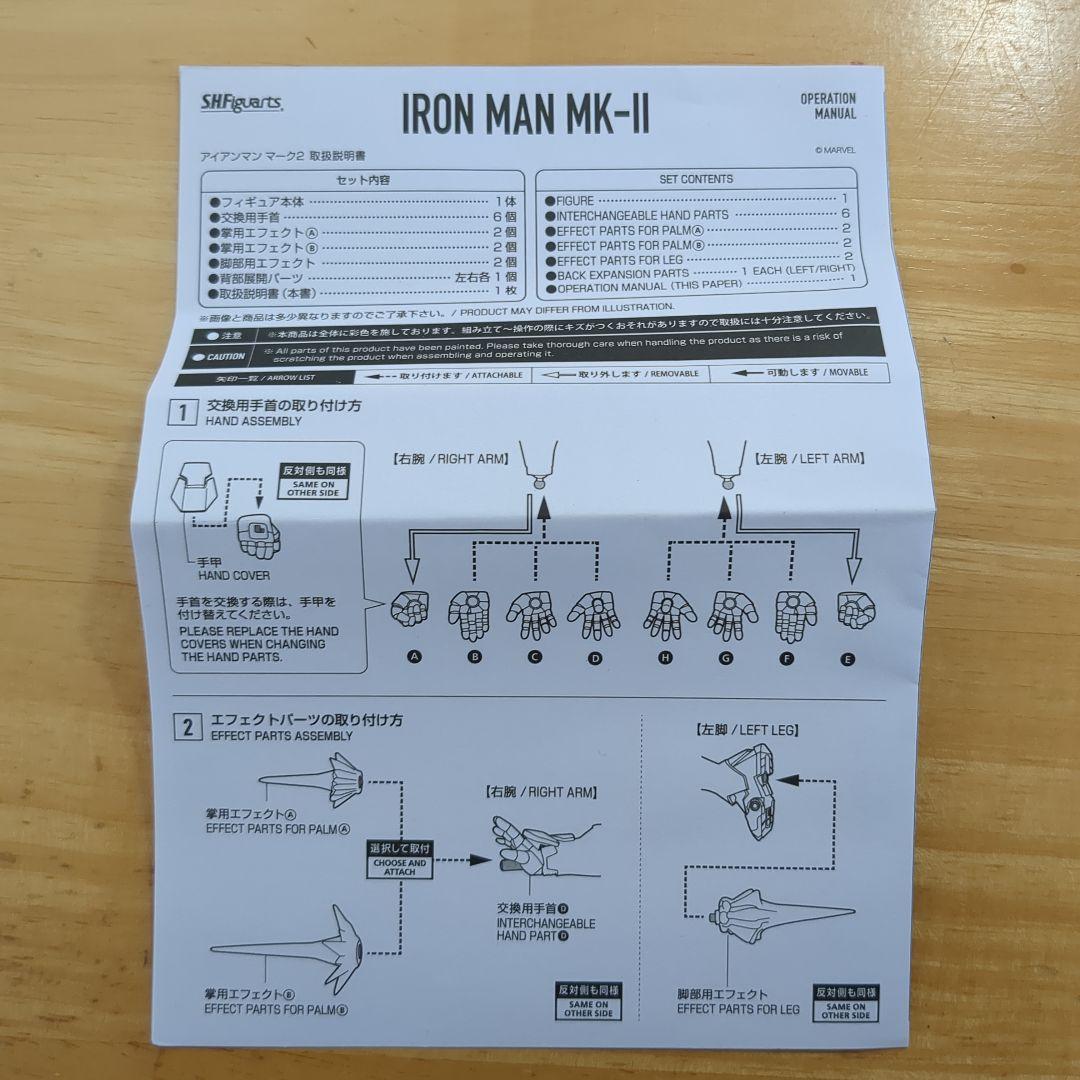 S.H.Figuarts
IRON MAN MK-II
OPERATION
MANUAL
アイアンマン マーク2 取扱説明書
© MARVEL
セット内容
●フィギュア本体 1体
●交換用手首 6個
●掌用エフェクトⒶ 2個
●掌用エフェクトⒷ 2個
●脚部用エフェクト 2個
●背部展開パーツ 左右各1個
●取扱説明書(本書) 1枚
SET CONTENTS
●FIGURE 1
●INTERCHANGEABLE HAND PARTS 6
●EFFECT PARTS FOR PALMⒶ 2
●EFFECT PARTS FOR PALMⒷ 2
●EFFECT PARTS FOR LEG 2
●BACK EXPANSION PARTS 1 EACH (LEFT/RIGHT)
●OPERATION MANUAL (THIS PAPER) 1
※画像と商品は多少異なりますのでご了承下さい。/ PRODUCT MAY DIFFER FROM ILLUSTRATION.
●注意 ※本商品は全体に彩色を施しております。組み立て〜操作の際にキズがつくおそれがありますので取扱には十分注意してください。
●CAUTION ※ All parts of this product have been painted. Please take thorough care when handling the product as there is a risk of
scratching the product when assembling and operating it.
矢印一覧 / ARROW LIST 取り付けます / ATTACHABLE 取り外します / REMOVABLE 可動します / MOVABLE
1 交換用手首の取り付け方
HAND ASSEMBLY
反対側も同様
SAME ON
OTHER SIDE
手甲
HAND COVER
手首を交換する際は、手甲を
付け替えてください。
PLEASE REPLACE THE HAND
COVERS WHEN CHANGING
THE HAND PARTS.
【右腕 / RIGHT ARM】
【左腕 / LEFT ARM】
A B C D H G F E
2 エフェクトパーツの取り付け方
EFFECT PARTS ASSEMBLY
掌用エフェクトⒶ
EFFECT PARTS FOR PALMⒶ
選択して取付
CHOOSE AND
ATTACH
掌用エフェクトⒷ
EFFECT PARTS FOR PALMⒷ
【右腕 / RIGHT ARM】
交換用手首🅓
INTERCHANGEABLE
HAND PART🅓
反対側も同様
SAME ON
OTHER SIDE
【左脚 / LEFT LEG】
脚部用エフェクト
EFFECT PARTS FOR LEG
反対側も同様
SAME ON
OTHER SIDE